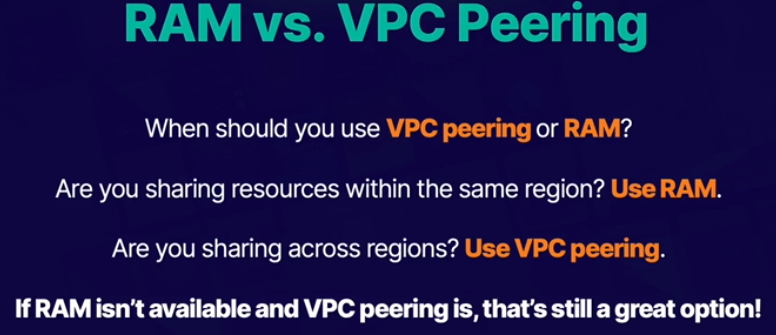 RAM vs. VPC Peering
When should you use VPC peering or RAM?
Are you sharing resources within the same region? Use RAM.
Are you sharing across regions? Use VPC peering.
If RAM isn't available and VPC peering is, that's still a great option!